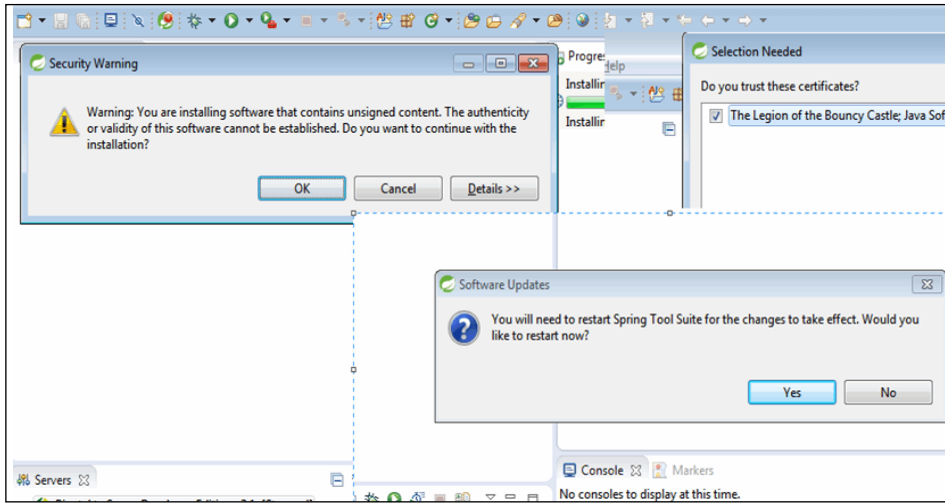 Security Warning
Warning: You are installing software that contains unsigned content. The authenticity
or validity of this software cannot be established. Do you want to continue with the
installation?
OK
Cancel
Details >>
Help
Selection Needed
Do you trust these certificates?
The Legion of the Bouncy Castle; Java Sof
Software Updates
You will need to restart Spring Tool Suite for the changes to take effect. Would you
like to restart now?
Yes
No
Servers
Console
Markers
No consoles to display at this time.